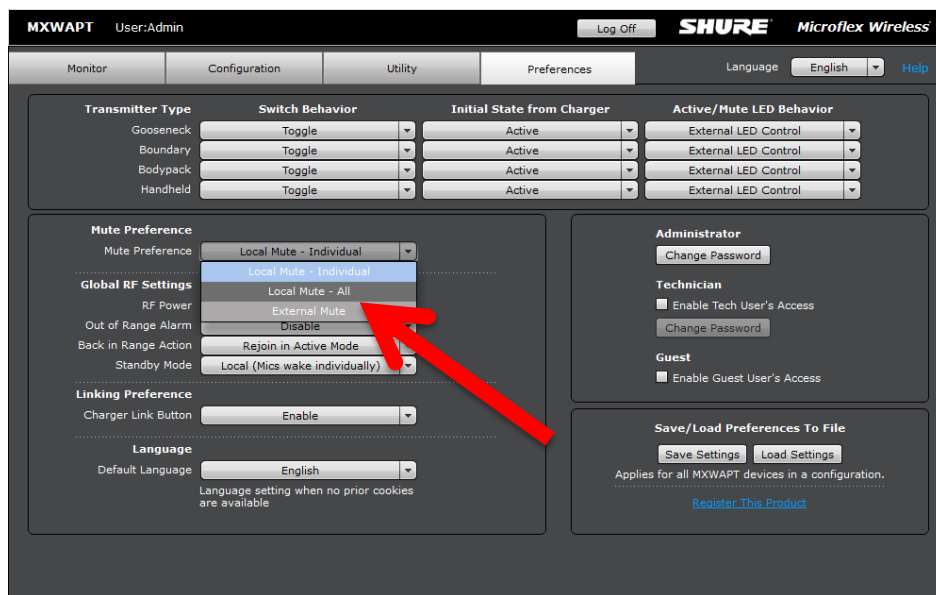 MXWAPT User:Admin Log Off SHURE Microflex Wireless
Monitor Configuration Utility Preferences Language English Help
Transmitter Type Switch Behavior Initial State from Charger Active/Mute LED Behavior
Gooseneck Toggle Active External LED Control
Boundary Toggle Active External LED Control
Bodypack Toggle Active External LED Control
Handheld Toggle Active External LED Control
Mute Preference
Mute Preference Local Mute - Individual
Local Mute - Individual
Local Mute - All
External Mute
Global RF Settings
RF Power
Out of Range Alarm Disable
Back in Range Action Rejoin in Active Mode
Standby Mode Local (Mics wake individually)
Linking Preference
Charger Link Button Enable
Language
Default Language English
Language setting when no prior cookies
are available
Administrator
Change Password
Technician
Enable Tech User's Access
Change Password
Guest
Enable Guest User's Access
Save/Load Preferences To File
Save Settings Load Settings
Applies for all MXWAPT devices in a configuration.
Register This Product